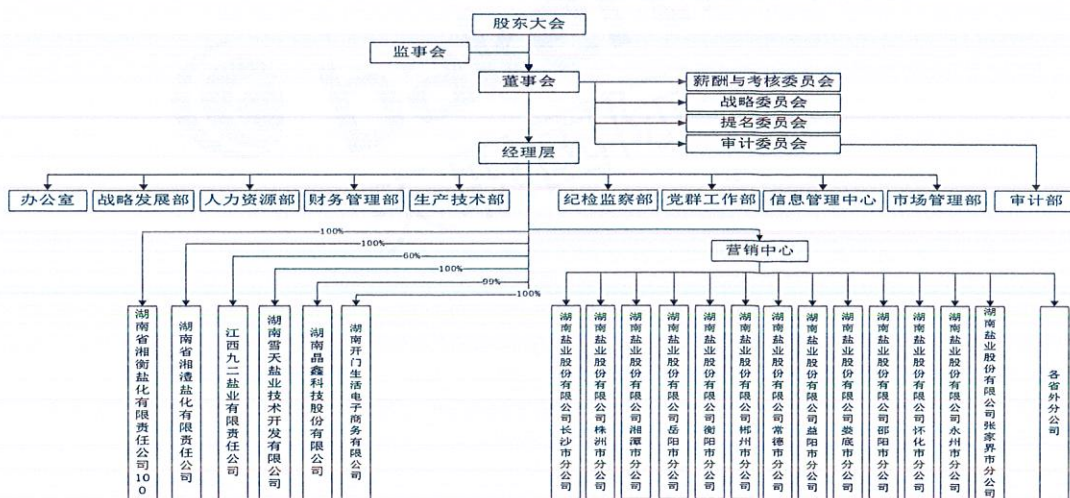 股东大会
监事会
董事会
薪酬与考核委员会
战略委员会
提名委员会
审计委员会
经理层
办公室
战略发展部
人力资源部
财务管理部
生产技术部
纪检监察部
党群工作部
信息管理中心
市场管理部
审计部
100%
100%
60%
100%
99%
100%
营销中心
湖南省湘衡盐化有限责任公司100
湖南省湘澧盐化有限责任公司
江西九二盐业有限责任公司
湖南雪天盐业技术开发有限公司
湖南晶鑫科技股份有限公司
湖南开门生活电子商务有限公司
湖南盐业股份有限公司长沙市分公司
湖南盐业股份有限公司株洲市分公司
湖南盐业股份有限公司湘潭市分公司
湖南盐业股份有限公司岳阳市分公司
湖南盐业股份有限公司衡阳市分公司
湖南盐业股份有限公司郴州市分公司
湖南盐业股份有限公司常德市分公司
湖南盐业股份有限公司益阳市分公司
湖南盐业股份有限公司娄底市分公司
湖南盐业股份有限公司邵阳市分公司
湖南盐业股份有限公司怀化市分公司
湖南盐业股份有限公司永州市分公司
湖南盐业股份有限公司张家界市分公司
各省外分公司